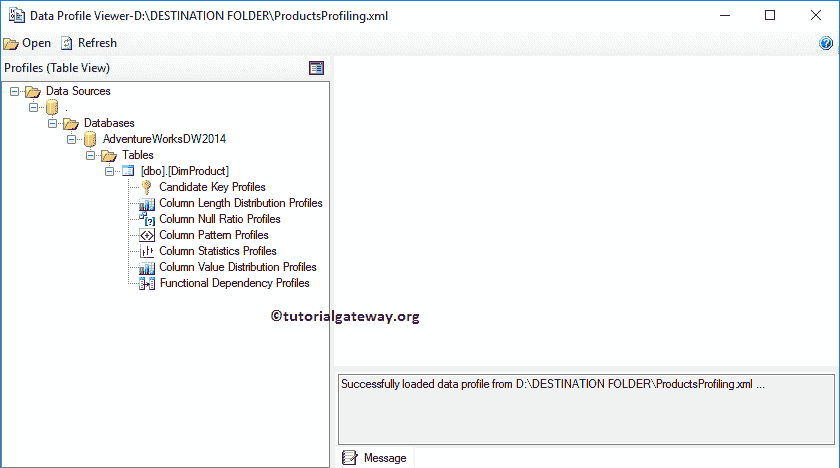 Data Profile Viewer-D:\DESTINATION FOLDER\ProductsProfiling.xml
Open Refresh
Profiles (Table View)
Data Sources
.
Databases
AdventureWorksDW2014
Tables
[dbo].[DimProduct]
Candidate Key Profiles
Column Length Distribution Profiles
Column Null Ratio Profiles
Column Pattern Profiles
Column Statistics Profiles
Column Value Distribution Profiles
Functional Dependency Profiles
©tutorialgateway.org
Successfully loaded data profile from D:\DESTINATION FOLDER\ProductsProfiling.xml ...
Message